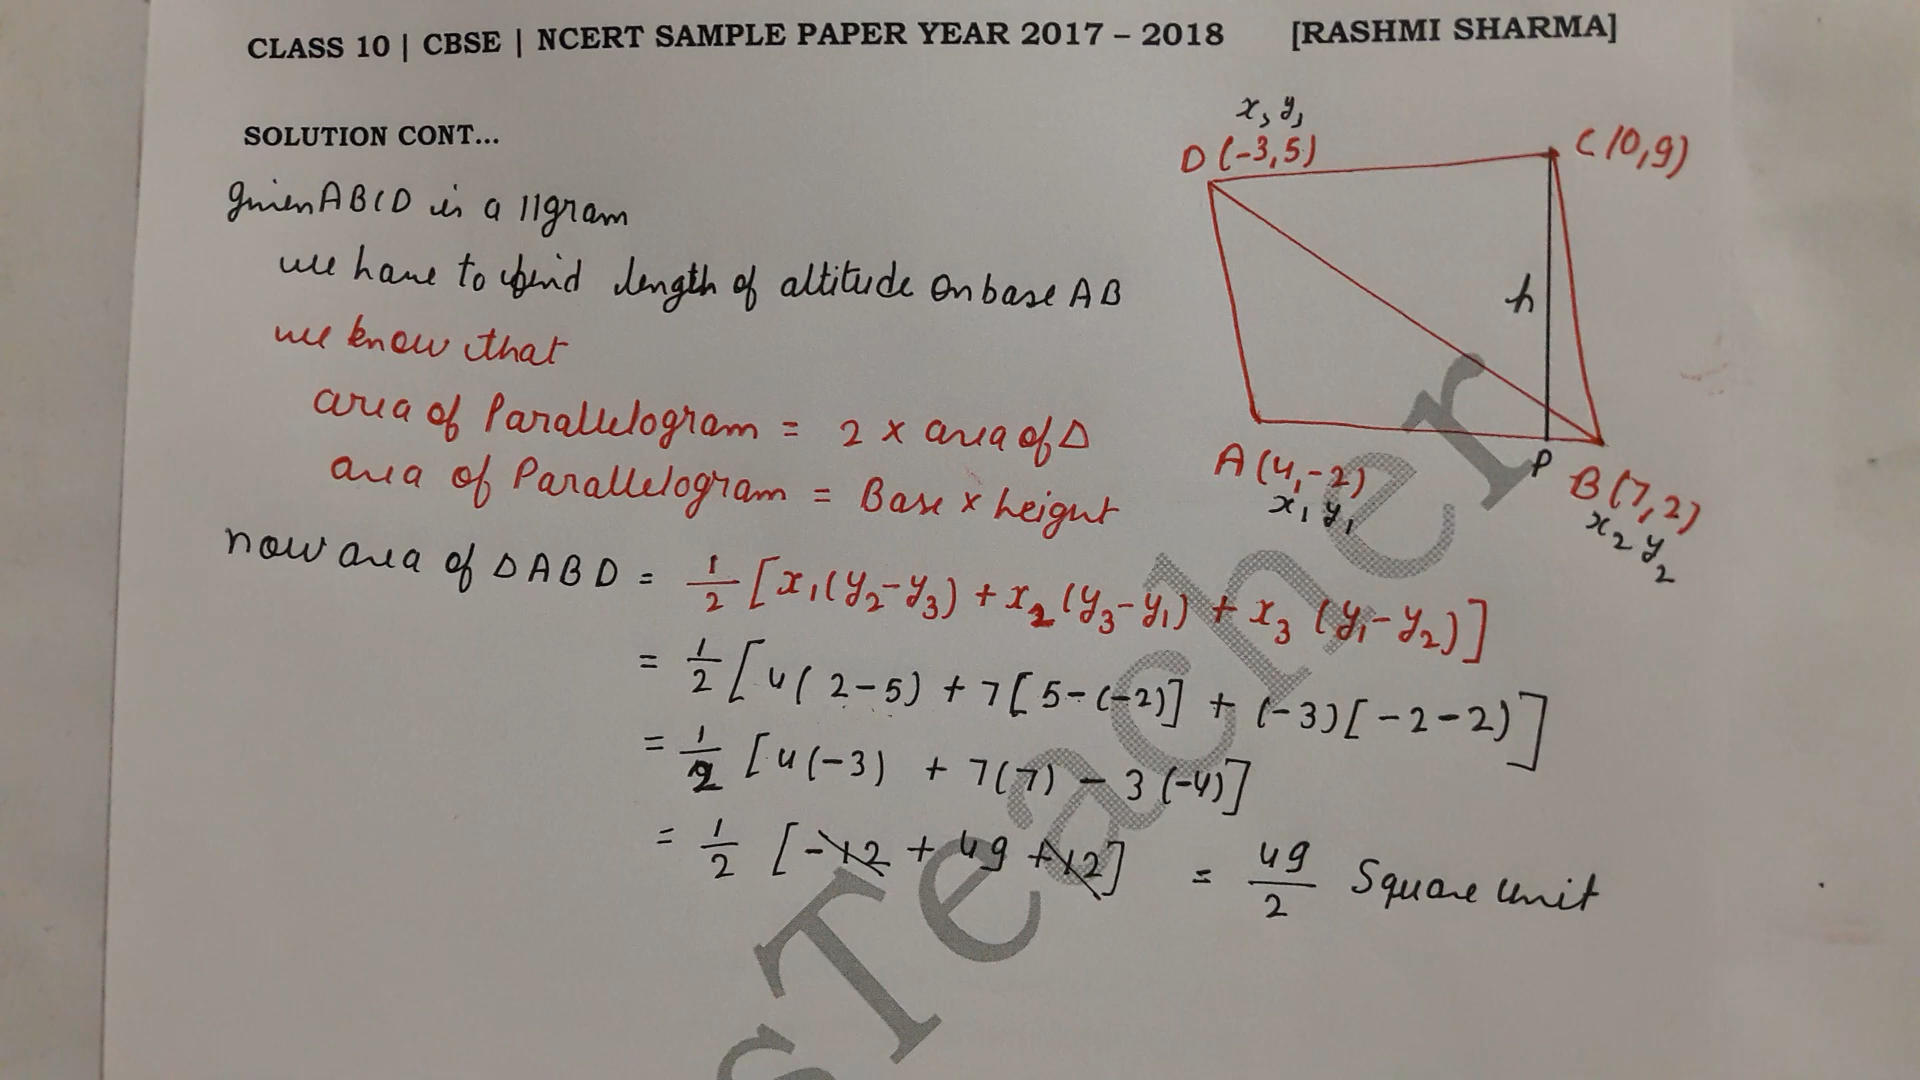 CLASS 10 | CBSE | NCERT SAMPLE PAPER YEAR 2017 – 2018 [RASHMI SHARMA]
SOLUTION CONT...
given ABCD is a ||gram
we have to find length of altitude on base AB
we know that
area of Parallelogram = 2 × area of Δ
area of Parallelogram = Base × height
now area of ΔABD = 1/2 [x₁(y₂-y₃) + x₂(y₃-y₁) + x₃(y₁-y₂)]
= 1/2 [4(2-5) + 7[5-(-2)] + (-3)[-2-2)]
= 1/2 [4(-3) + 7(7) - 3(-4)]
= 1/2 [-12 + 49 +12] = 49/2 Square unit
x₃ y₃
D (-3,5)
C (0,9)
h
A (4,-2)
x₁ y₁
P
B (7,2)
x₂ y₂
sTeacher